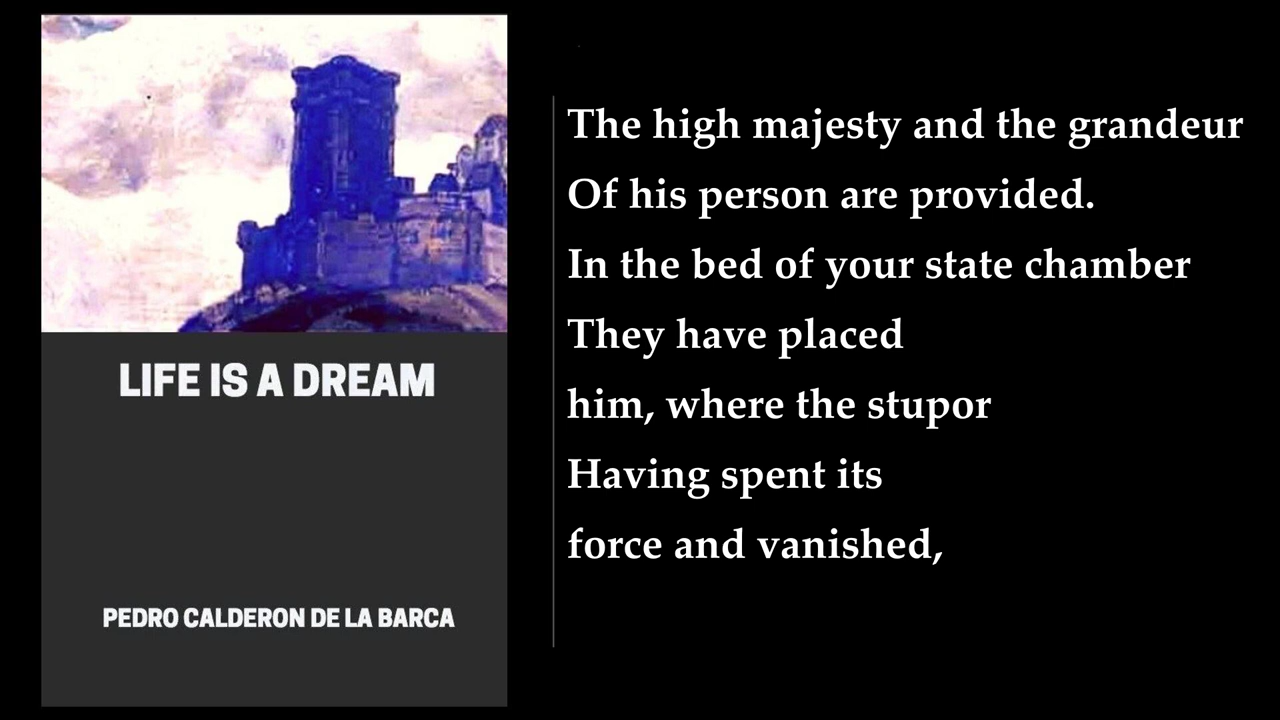 LIFE IS A DREAM
PEDRO CALDERON DE LA BARCA
The high majesty and the grandeur
Of his person are provided.
In the bed of your state chamber
They have placed
him, where the stupor
Having spent its
force and vanished,